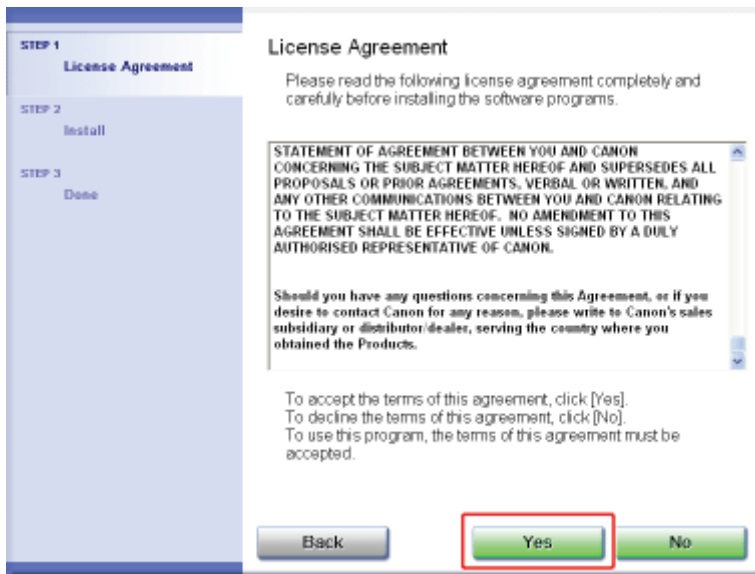 STEP 1
License Agreement
STEP 2
Install
STEP 3
Done
License Agreement
Please read the following license agreement completely and
carefully before installing the software programs.
STATEMENT OF AGREEMENT BETWEEN YOU AND CANON
CONCERNING THE SUBJECT MATTER HEREOF AND SUPERSEDES ALL
PROPOSALS OR PRIOR AGREEMENTS, VERBAL OR WRITTEN, AND
ANY OTHER COMMUNICATIONS BETWEEN YOU AND CANON RELATING
TO THE SUBJECT MATTER HEREOF. NO AMENDMENT TO THIS
AGREEMENT SHALL BE EFFECTIVE UNLESS SIGNED BY A DULY
AUTHORISED REPRESENTATIVE OF CANON.
Should you have any questions concerning this Agreement, or if you
desire to contact Canon for any reason, please write to Canon's sales
subsidiary or distributor/dealer, serving the country where you
obtained the Products.
To accept the terms of this agreement, click [Yes].
To decline the terms of this agreement, click [No].
To use this program, the terms of this agreement must be
accepted.
Back
Yes
No